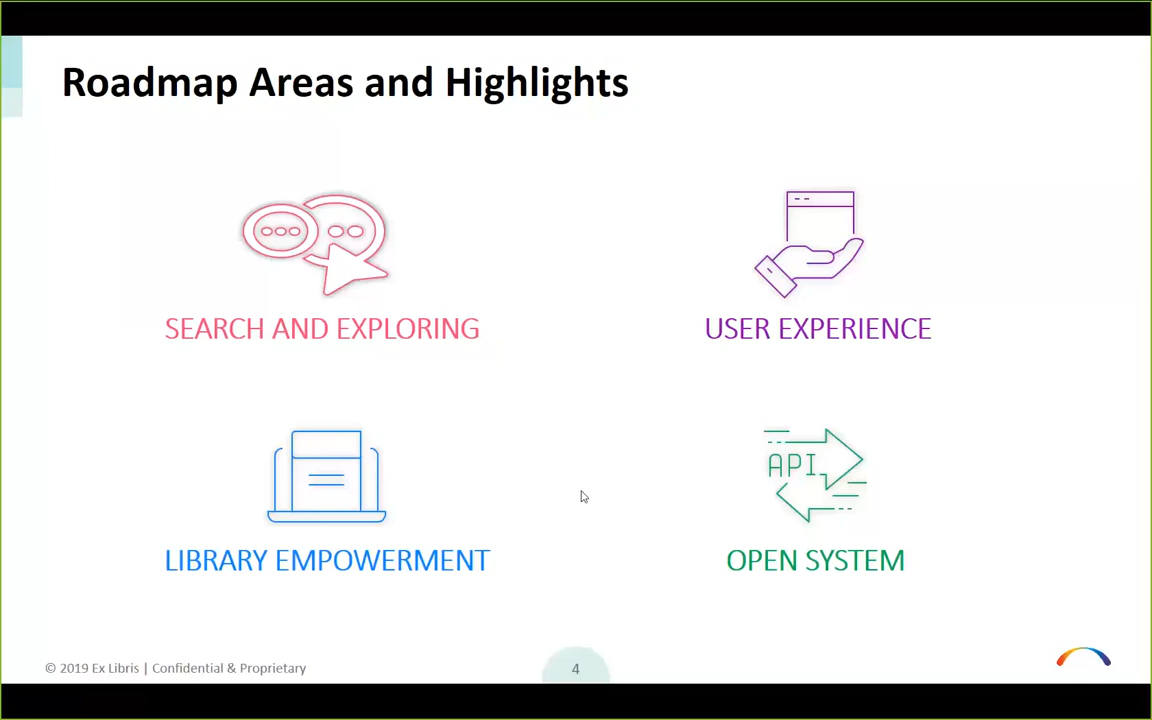 Roadmap Areas and Highlights
SEARCH AND EXPLORING
USER EXPERIENCE
API
LIBRARY EMPOWERMENT
OPEN SYSTEM
© 2019 Ex Libris | Confidential & Proprietary
4